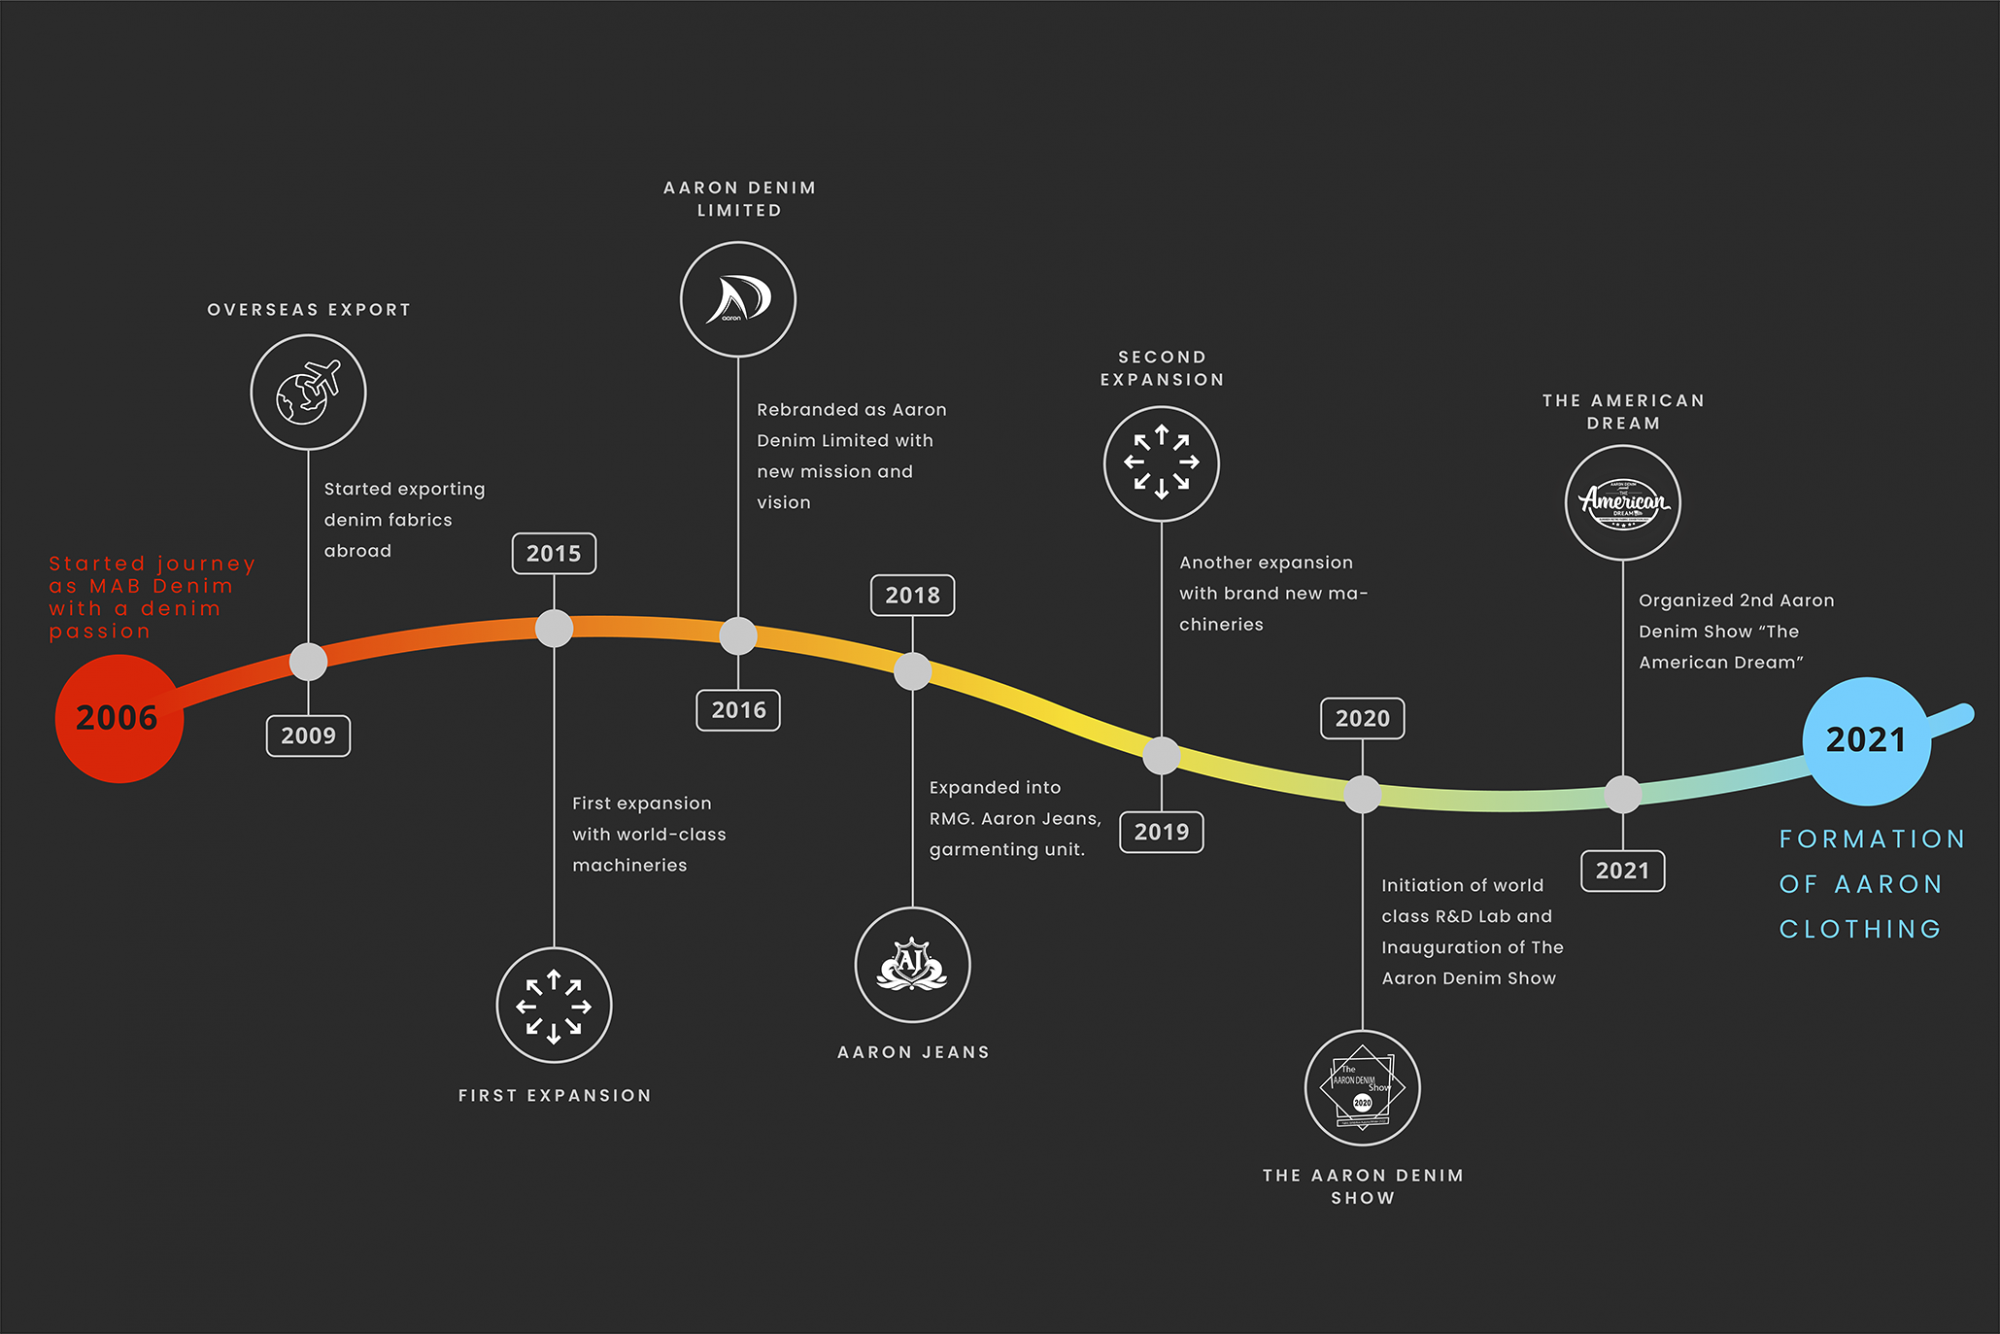 Started journey
as MAB Denim
with a denim
passion
2006
OVERSEAS EXPORT
Started exporting
denim fabrics
abroad
2009
2015
First expansion
with world-class
machineries
FIRST EXPANSION
AARON DENIM
LIMITED
aaron
Rebranded as Aaron
Denim Limited with
new mission and
vision
2016
2018
Expanded into
RMG. Aaron Jeans,
garmenting unit.
AJ
AARON JEANS
SECOND
EXPANSION
Another expansion
with brand new ma-
chineries
2019
2020
Initiation of world
class R&D Lab and
Inauguration of The
Aaron Denim Show
The
AARON DENIM
Show
2020
THE AARON DENIM
SHOW
THE AMERICAN
DREAM
AARON DENIM
THE
American
DREAM
Organized 2nd Aaron
Denim Show “The
American Dream”
2021
2021
FORMATION
OF AARON
CLOTHING